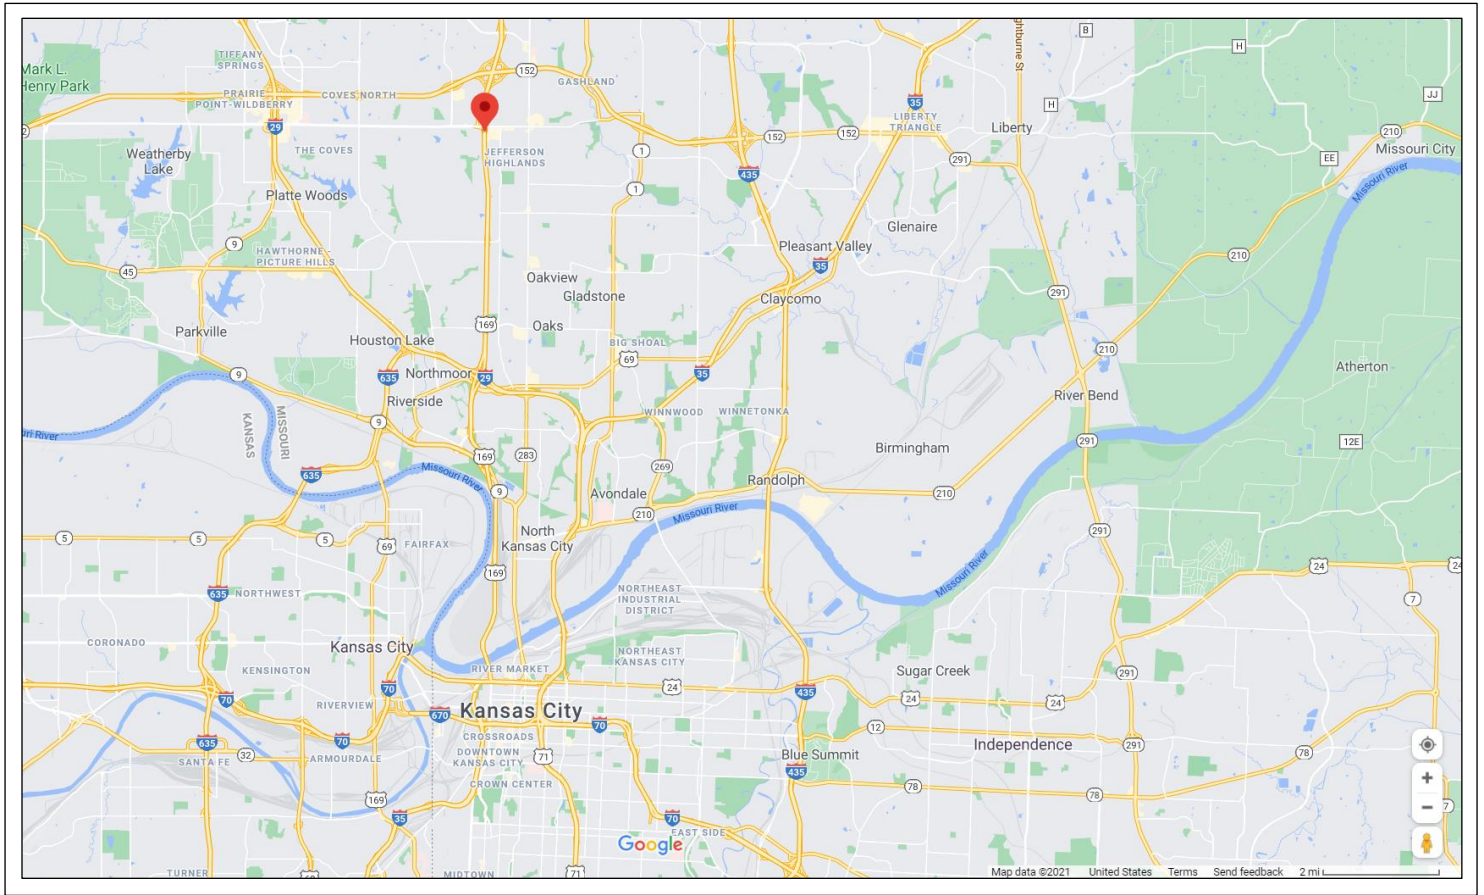 ghtburne St
B
H
TIFFANY
SPRINGS
Mark L.
Henry Park
152
GASHLAND
PRAIRIE
POINT-WILDBERRY
COVES NORTH
JJ
35
H
LIBERTY
TRIANGLE
Liberty
29
2
152
152
210
Missouri City
JEFFERSON
HIGHLANDS
THE COVES
Weatherby
Lake
1
291
EE
435
Missouri River
1
Platte Woods
Glenaire
9
HAWTHORNE -
PICTURE HILLS
Pleasant Valley
210
45
35
Oakview
Gladstone
Claycomo
291
169
Oaks
Parkville
Houston Lake
BIG SHOAL
210
69
Atherton
9
635
Northmoor
29
35
Riverside
River Bend
WINNWOOD
WINNETONKA
KANSAS
MISSOURI
9
uri River
291
12E
Birmingham
169
283
269
635
Missouri River
Randolph
9
Avondale
210
210
Missouri River
291
North
Kansas City
5
5
5
69
FAIRFAX
169
24
24
Missouri River
NORTHEAST
INDUSTRIAL
DISTRICT
635
NORTHWEST
7
CORONADO
Kansas City
NORTHEAST
KANSAS CITY
KENSINGTON
RIVER MARKET
Sugar Creek
291
24
435
70
70
24
24
RIVERVIEW
670
Kansas City
70
12
635
70
CROSSROADS
Independence
291
78
32
SANTA FE
ARMOURDALE
DOWNTOWN
KANSAS CITY
71
Blue Summit
435
CROWN CENTER
78
78
169
7
35
70
EAST SIDE
Google
TURNER
MIDTOWN
71
Map data ©2021 United States Terms Send feedback 2 mi